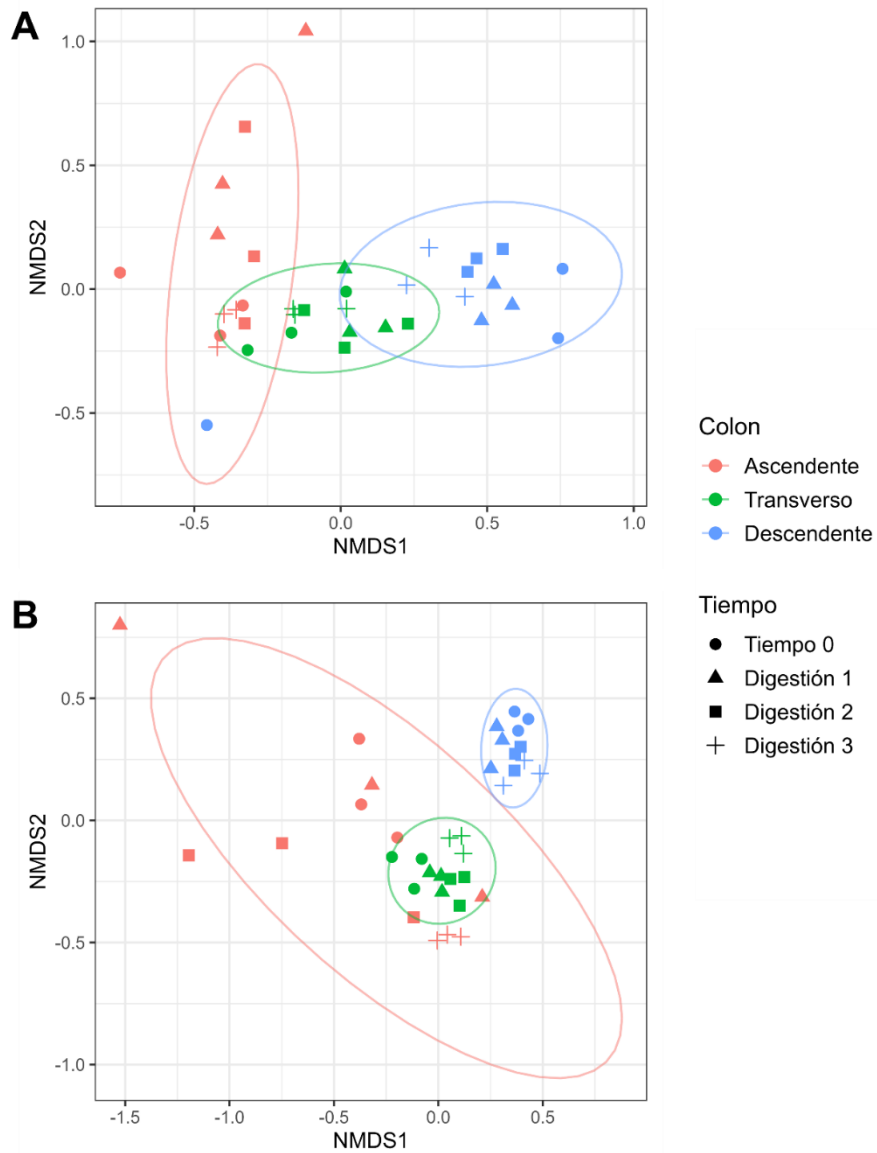 A
1.0
0.5
0.0
-0.5
NMDS2
-0.5
0.0
0.5
1.0
NMDS1
B
0.5
0.0
-0.5
-1.0
NMDS2
-1.5
-1.0
-0.5
0.0
0.5
NMDS1
Colon
Ascendente
Transverso
Descendente
Tiempo
Tiempo 0
Digestión 1
Digestión 2
Digestión 3